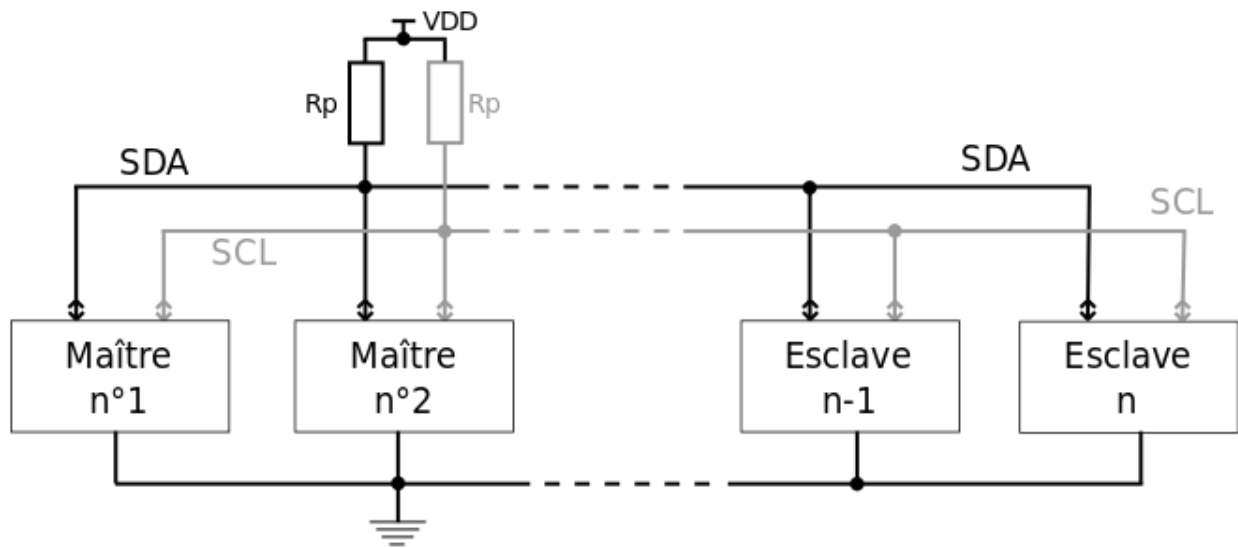 VDD
Rp
Rp
SDA
SDA
SCL
SCL
Maître
n°1
Maître
n°2
Esclave
n-1
Esclave
n